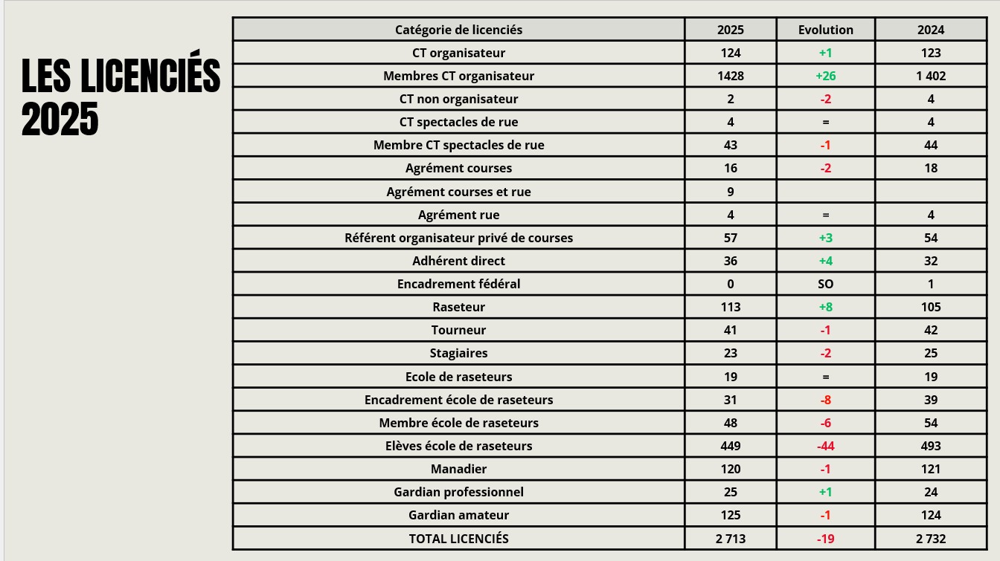 LES LICENCIÉS
2025
Catégorie de licenciés 2025 Evolution 2024
CT organisateur 124 +1 123
Membres CT organisateur 1428 +26 1 402
CT non organisateur 2 -2 4
CT spectacles de rue 4 = 4
Membre CT spectacles de rue 43 -1 44
Agrément courses 16 -2 18
Agrément courses et rue 9
Agrément rue 4 = 4
Référent organisateur privé de courses 57 +3 54
Adhérent direct 36 +4 32
Encadrement fédéral 0 SO 1
Raseteur 113 +8 105
Tourneur 41 -1 42
Stagiaires 23 -2 25
Ecole de raseteurs 19 = 19
Encadrement école de raseteurs 31 -8 39
Membre école de raseteurs 48 -6 54
Elèves école de raseteurs 449 -44 493
Manadier 120 -1 121
Gardian professionnel 25 +1 24
Gardian amateur 125 -1 124
TOTAL LICENCIÉS 2 713 -19 2 732